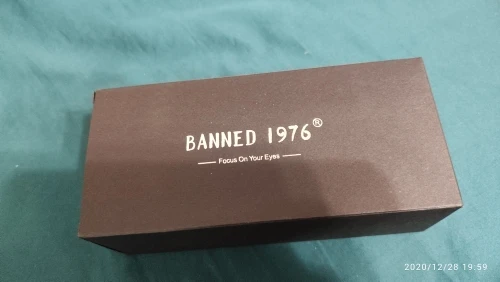 BANNED 1976®
Focus On Your Eyes
2020/12/28 19:59